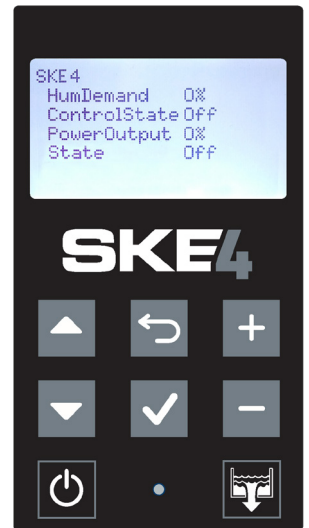 SKE4
HumDemand 0%
ControlState Off
PowerOutput 0%
State Off
SKE4